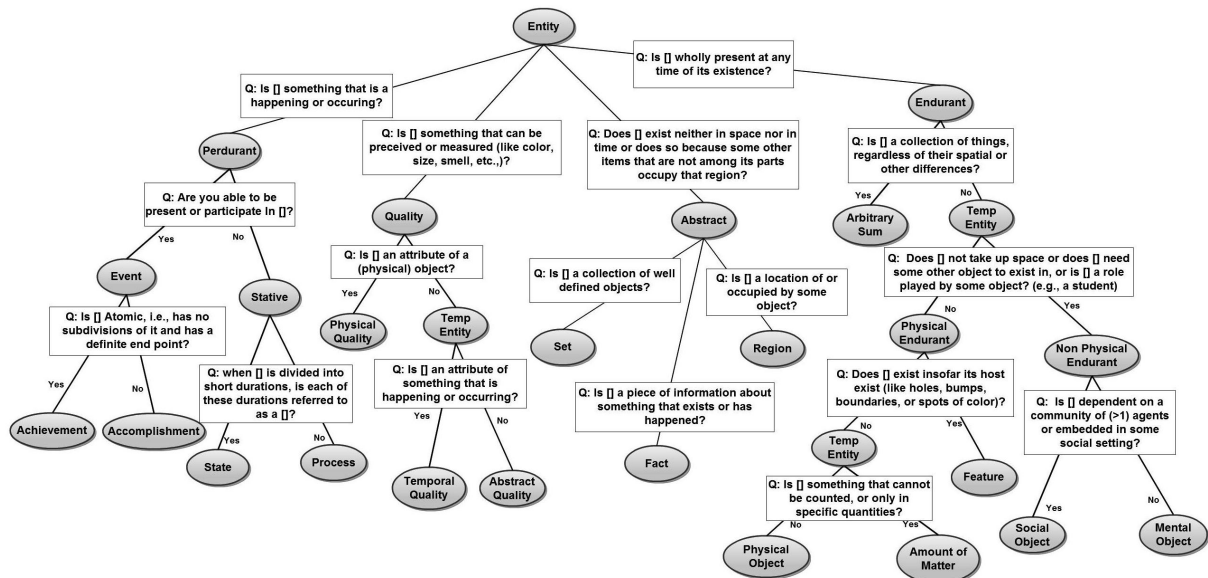 Entity
Q: Is [] wholly present at any
time of its existence?
Q: Is [] something that is a
happening or occuring?
Endurant
Q: Is [] something that can be
preceived or measured (like color,
size, smell, etc.,)?
Q: Does [] exist neither in space nor in
time or does so because some other
items that are not among its parts
occupy that region?
Q: Is [] a collection of things,
regardless of their spatial or
other differences?
Perdurant
Q: Are you able to be
present or participate in []?
Yes
No
Quality
Abstract
Yes
No
Arbitrary
Sum
Temp
Entity
Yes
No
Event
Stative
Q: Is [] an attribute of a
(physical) object?
Q: Is [] a collection of well
defined objects?
Q: Is [] a location of or
occupied by some
object?
Q: Does [] not take up space or does [] need
some other object to exist in, or is [] a role
played by some object? (e.g., a student)
Q: Is [] Atomic, i.e., has no
subdivisions of it and has a
definite end point?
Yes
No
Physical
Quality
Temp
Entity
Set
Region
No
Yes
Physical
Endurant
Non Physical
Endurant
Q: when [] is divided into
short durations, is each of
these durations referred to
as a []?
Q: Is [] an attribute of
something that is
happening or occurring?
Q: Is [] a piece of information about
something that exists or has
happened?
Q: Does [] exist insofar its host
exist (like holes, bumps,
boundaries, or spots of color)?
Q: Is [] dependent on a
community of (>1) agents
or embedded in some
social setting?
Yes
No
Achievement
Accomplishment
Yes
No
State
Process
Yes
No
Temporal
Quality
Abstract
Quality
Fact
No
Yes
Temp
Entity
Feature
Q: Is [] something that cannot
be counted, or only in
specific quantities?
Yes
No
Social
Object
Mental
Object
No
Yes
Physical
Object
Amount of
Matter